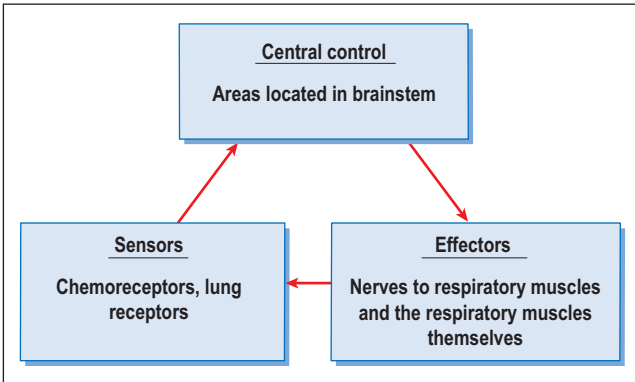 Central control
Areas located in brainstem
Sensors
Chemoreceptors, lung
receptors
Effectors
Nerves to respiratory muscles
and the respiratory muscles
themselves